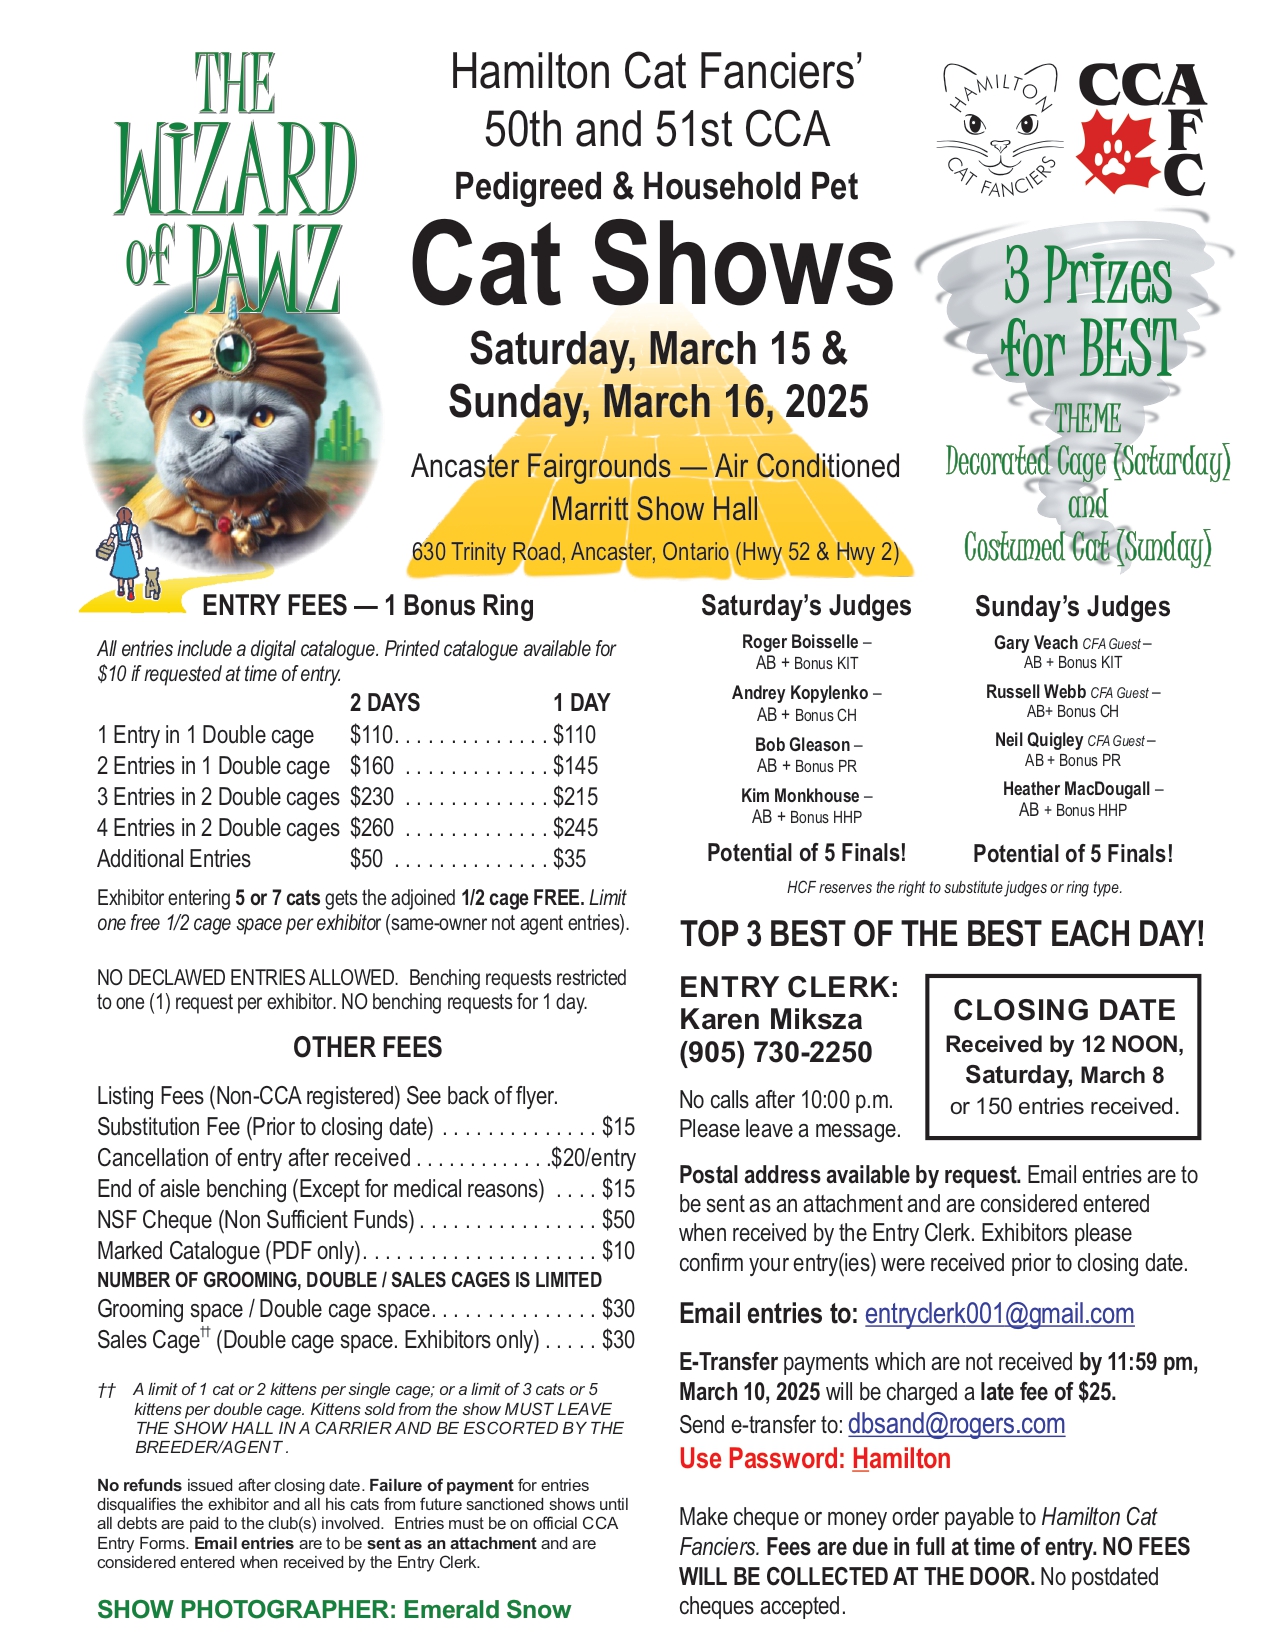 THE
WiZARD
of PAWZ
Hamilton Cat Fanciers’
50th and 51st CCA
Pedigreed & Household Pet
Cat Shows
Saturday, March 15 &
Sunday, March 16, 2025
Ancaster Fairgrounds — Air Conditioned
Marritt Show Hall
630 Trinity Road, Ancaster, Ontario (Hwy 52 & Hwy 2)
HAMILTON
CAT FANCIERS
CCA
F
C
3 Prizes
for BEST
THEME
Decorated Cage (Saturday)
and
Costumed Cat (Sunday)
ENTRY FEES — 1 Bonus Ring
All entries include a digital catalogue. Printed catalogue available for
$10 if requested at time of entry.
2 DAYS 1 DAY
1 Entry in 1 Double cage $110. . . . . . . . . . . . . . $110
2 Entries in 1 Double cage $160 . . . . . . . . . . . . . $145
3 Entries in 2 Double cages $230 . . . . . . . . . . . . . $215
4 Entries in 2 Double cages $260 . . . . . . . . . . . . . $245
Additional Entries $50 . . . . . . . . . . . . . . $35
Exhibitor entering 5 or 7 cats gets the adjoined 1/2 cage FREE. Limit
one free 1/2 cage space per exhibitor (same-owner not agent entries).
NO DECLAWED ENTRIES ALLOWED. Benching requests restricted
to one (1) request per exhibitor. NO benching requests for 1 day.
OTHER FEES
Listing Fees (Non-CCA registered) See back of flyer.
Substitution Fee (Prior to closing date) . . . . . . . . . . . . . . $15
Cancellation of entry after received . . . . . . . . . . . . .$20/entry
End of aisle benching (Except for medical reasons) . . . . $15
NSF Cheque (Non Sufficient Funds) . . . . . . . . . . . . . . . . $50
Marked Catalogue (PDF only). . . . . . . . . . . . . . . . . . . . . $10
NUMBER OF GROOMING, DOUBLE / SALES CAGES IS LIMITED
Grooming space / Double cage space. . . . . . . . . . . . . . . $30
Sales Cage†† (Double cage space. Exhibitors only) . . . . . $30
†† A limit of 1 cat or 2 kittens per single cage; or a limit of 3 cats or 5
kittens per double cage. Kittens sold from the show MUST LEAVE
THE SHOW HALL IN A CARRIER AND BE ESCORTED BY THE
BREEDER/AGENT .
No refunds issued after closing date. Failure of payment for entries
disqualifies the exhibitor and all his cats from future sanctioned shows until
all debts are paid to the club(s) involved. Entries must be on official CCA
Entry Forms. Email entries are to be sent as an attachment and are
considered entered when received by the Entry Clerk.
SHOW PHOTOGRAPHER: Emerald Snow
Saturday’s Judges
Roger Boisselle –
AB + Bonus KIT
Andrey Kopylenko –
AB + Bonus CH
Bob Gleason –
AB + Bonus PR
Kim Monkhouse –
AB + Bonus HHP
Potential of 5 Finals!
Sunday’s Judges
Gary Veach CFA Guest –
AB + Bonus KIT
Russell Webb CFA Guest –
AB+ Bonus CH
Neil Quigley CFA Guest –
AB + Bonus PR
Heather MacDougall –
AB + Bonus HHP
Potential of 5 Finals!
HCF reserves the right to substitute judges or ring type.
TOP 3 BEST OF THE BEST EACH DAY!
ENTRY CLERK:
Karen Miksza
(905) 730-2250
No calls after 10:00 p.m.
Please leave a message.
CLOSING DATE
Received by 12 NOON,
Saturday, March 8
or 150 entries received.
Postal address available by request. Email entries are to
be sent as an attachment and are considered entered
when received by the Entry Clerk. Exhibitors please
confirm your entry(ies) were received prior to closing date.
Email entries to: entryclerk001@gmail.com
E-Transfer payments which are not received by 11:59 pm,
March 10, 2025 will be charged a late fee of $25.
Send e-transfer to: dbsand@rogers.com
Use Password: Hamilton
Make cheque or money order payable to Hamilton Cat
Fanciers. Fees are due in full at time of entry. NO FEES
WILL BE COLLECTED AT THE DOOR. No postdated
cheques accepted.